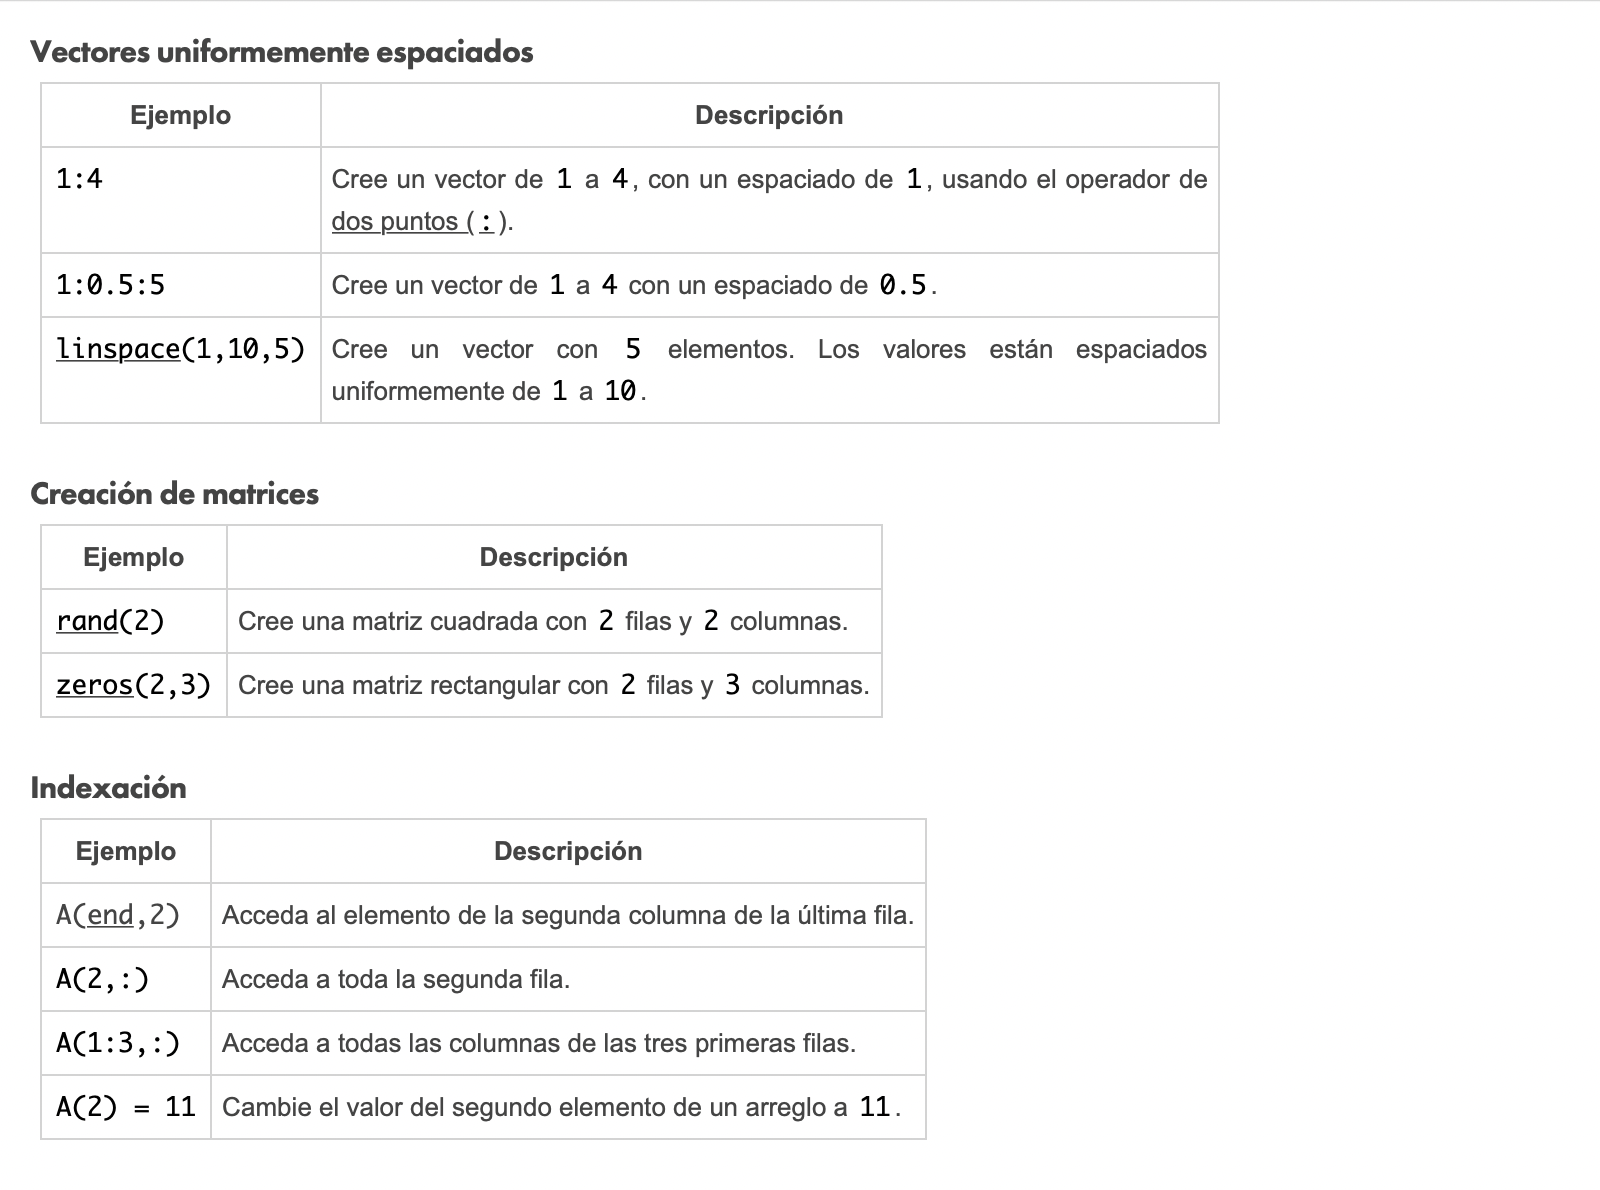 Vectores uniformemente espaciados
Ejemplo Descripción
1:4 Cree un vector de 1 a 4, con un espaciado de 1, usando el operador de
dos puntos (:).
1:0.5:5 Cree un vector de 1 a 4 con un espaciado de 0.5.
linspace(1,10,5) Cree un vector con 5 elementos. Los valores están espaciados
uniformemente de 1 a 10.
Creación de matrices
Ejemplo Descripción
rand(2) Cree una matriz cuadrada con 2 filas y 2 columnas.
zeros(2,3) Cree una matriz rectangular con 2 filas y 3 columnas.
Indexación
Ejemplo Descripción
A(end,2) Acceda al elemento de la segunda columna de la última fila.
A(2,:) Acceda a toda la segunda fila.
A(1:3,:) Acceda a todas las columnas de las tres primeras filas.
A(2) = 11 Cambie el valor del segundo elemento de un arreglo a 11.